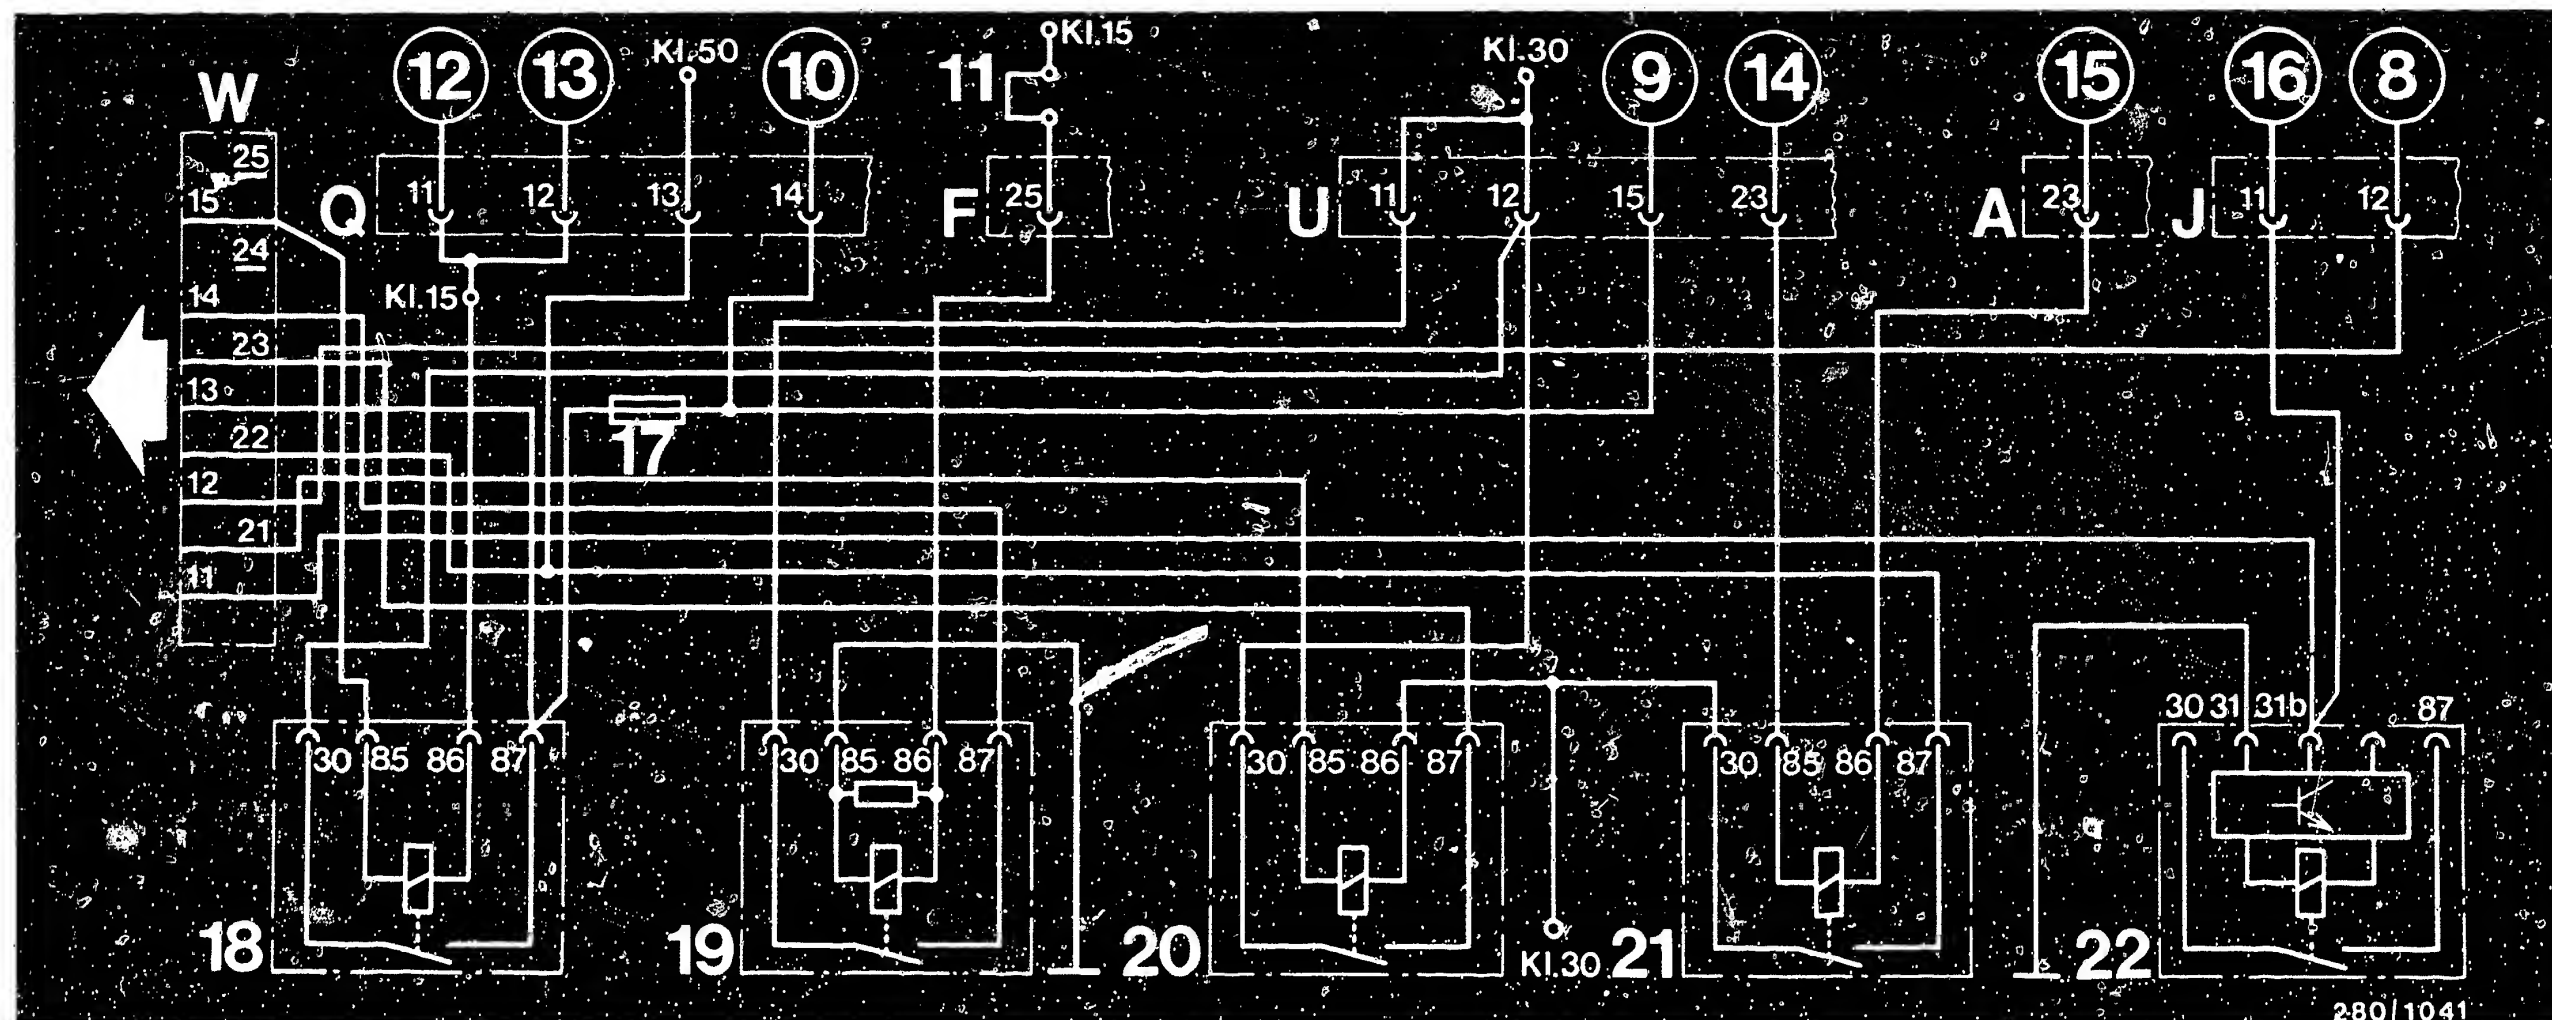 12 13 Kl.50 10 11 Kl.15 Kl.30 9 14 15 16 8
W
Q 11 12 13 14 F 25 U 11 12 15 23 A 23 J 11 12
25
15
24
14
Kl.15
23
13
22
17
12
21
11
30 85 86 87 30 85 86 87 30 85 86 87 30 85 86 87 30 31 31b 87
18 19 20 Kl.30 21 22
280/1041